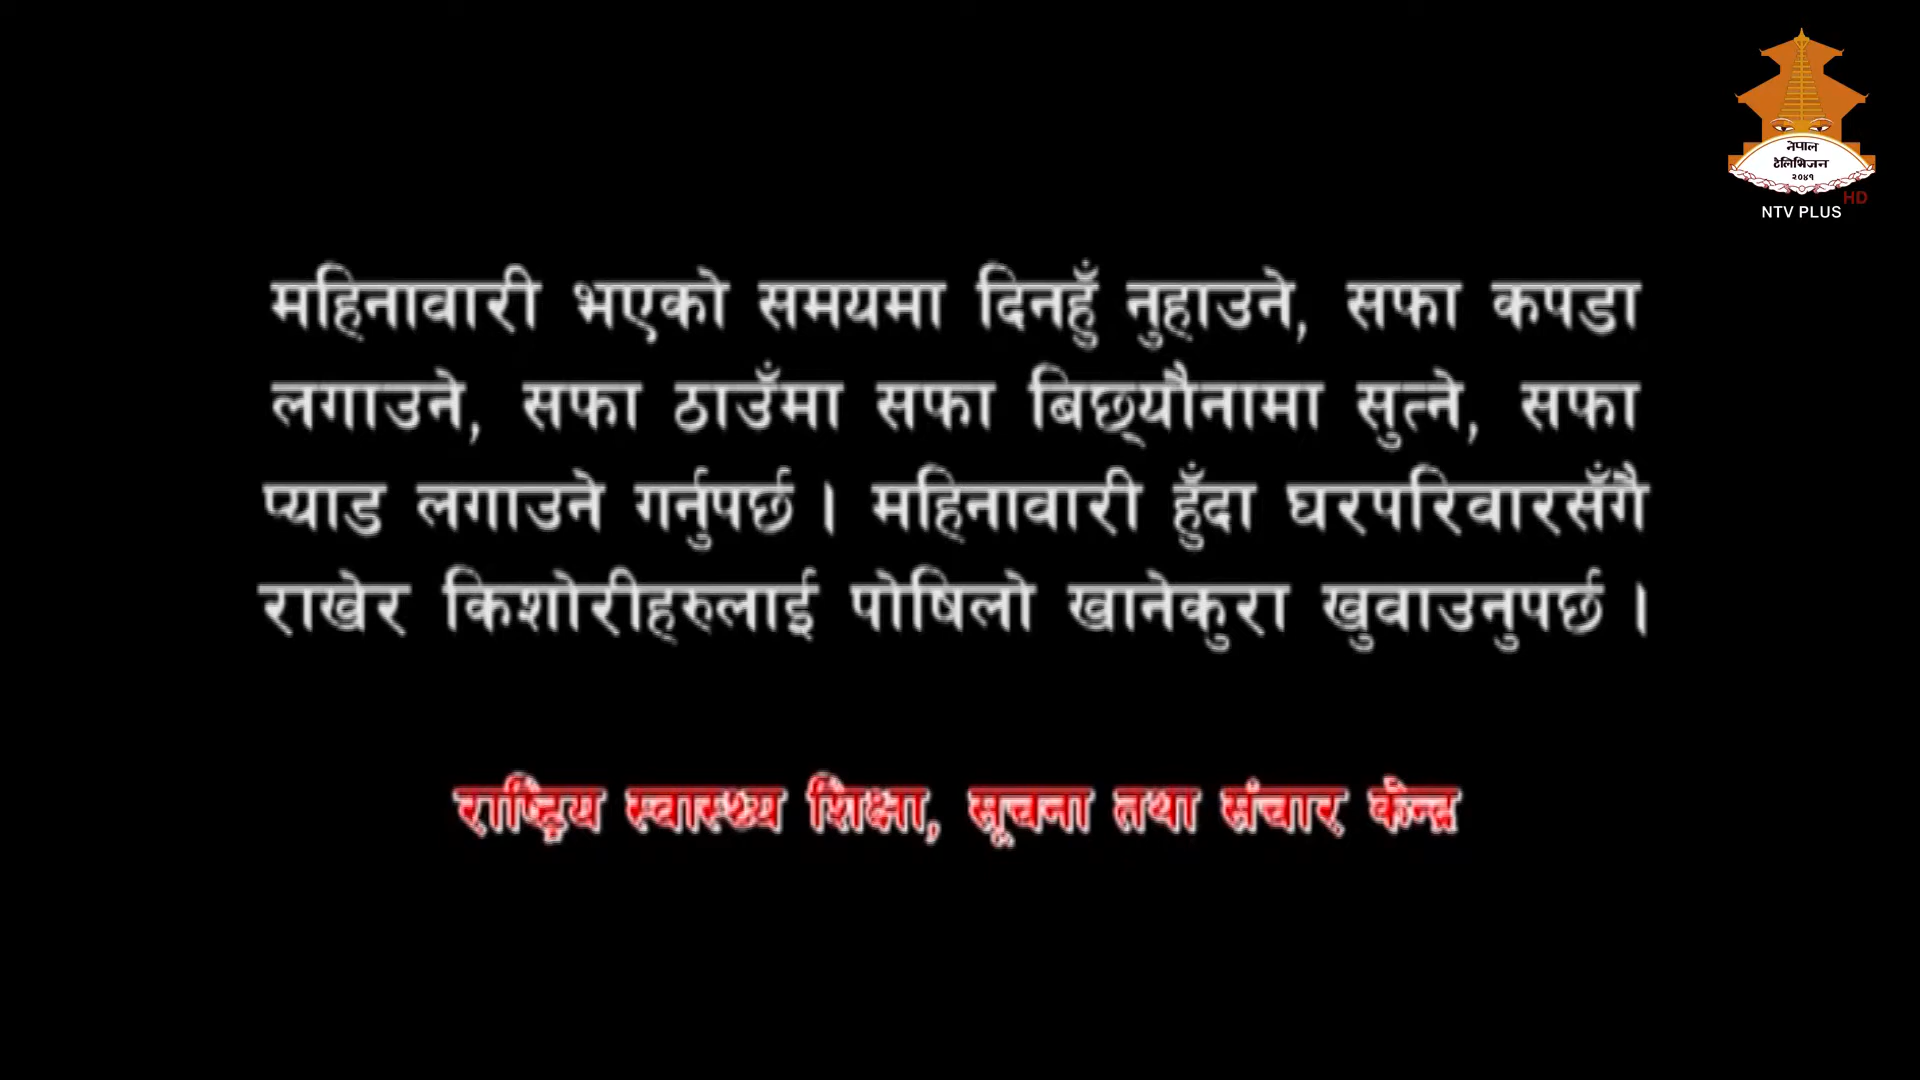 नेपाल
टेलिभिजन
२०४१
HD
NTV PLUS
महिनावारी भएको समयमा दिनहुँ नुहाउने, सफा कपडा
लगाउने, सफा ठाउँमा सफा बिछ्यौनामा सुत्ने, सफा
प्याड लगाउने गर्नुपर्छ । महिनावारी हुँदा घरपरिवारसँगै
राखेर किशोरीहरुलाई पोषिलो खानेकुरा खुवाउनुपर्छ ।
राष्ट्रिय स्वास्थ्य शिक्षा, सूचना तथा संचार केन्द्र